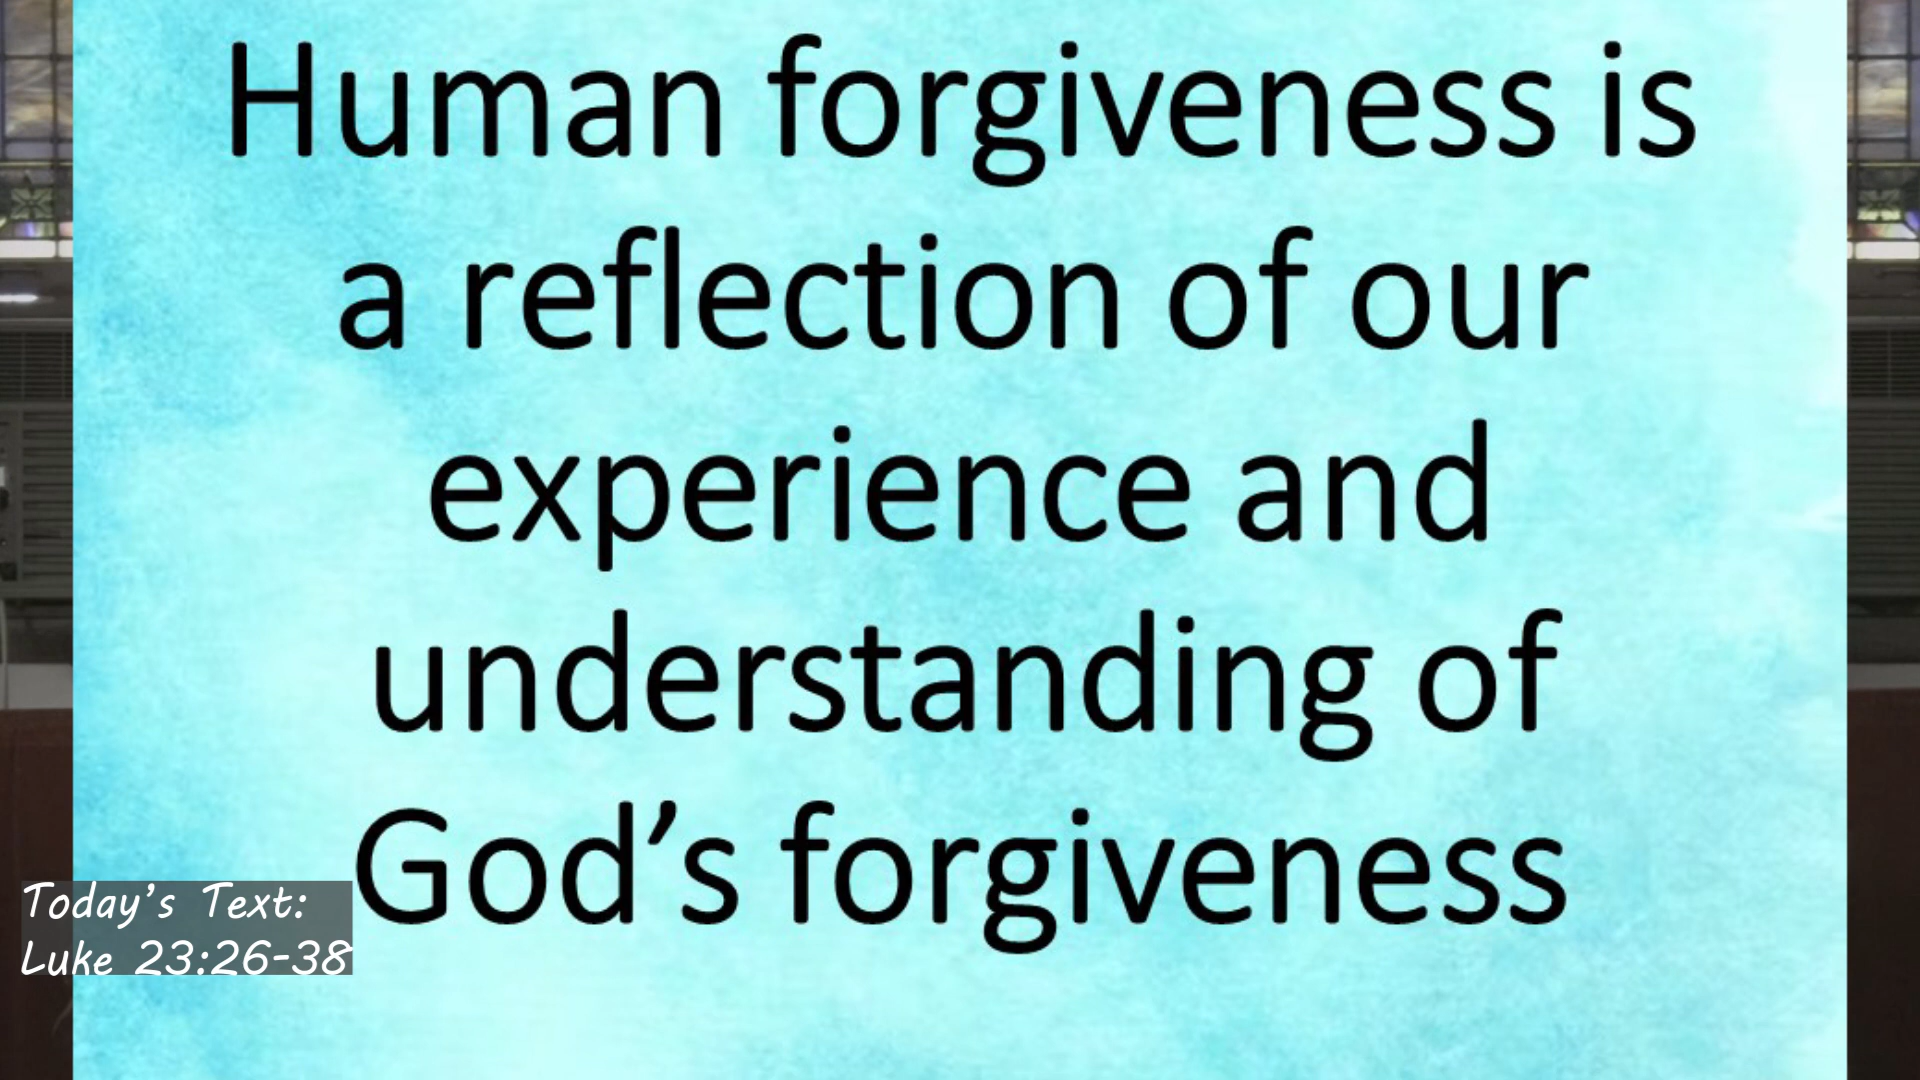 Human forgiveness is
a reflection of our
experience and
understanding of
God’s forgiveness
Today’s Text:
Luke 23:26-38